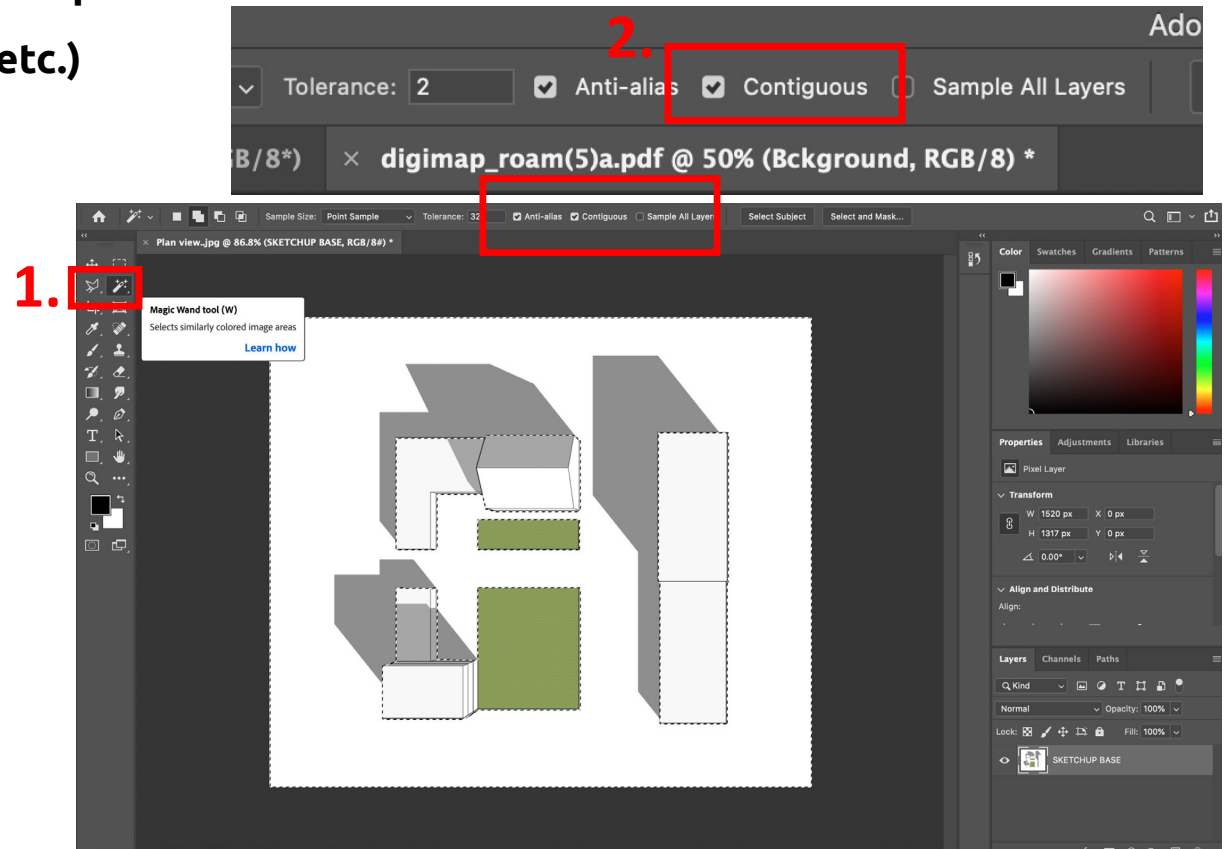 etc.)
2.
Ado
Tolerance: 2 Anti-alias Contiguous Sample All Layers
B/8*) × digimap_roam(5)a.pdf @ 50% (Bckground, RGB/8) *
Sample Size: Point Sample Tolerance: 32 Anti-alias Contiguous Sample All Layers Select Subject Select and Mask...
× Plan view..jpg @ 86.8% (SKETCHUP BASE, RGB/8#) *
1.
Magic Wand tool (W)
Selects similarly colored image areas
Learn how
Color Swatches Gradients Patterns
Properties Adjustments Libraries
Pixel Layer
Transform
W 1520 px X 0 px
H 1317 px Y 0 px
0.00°
Align and Distribute
Align:
Layers Channels Paths
Kind
Normal Opacity: 100%
Lock: Fill: 100%
SKETCHUP BASE